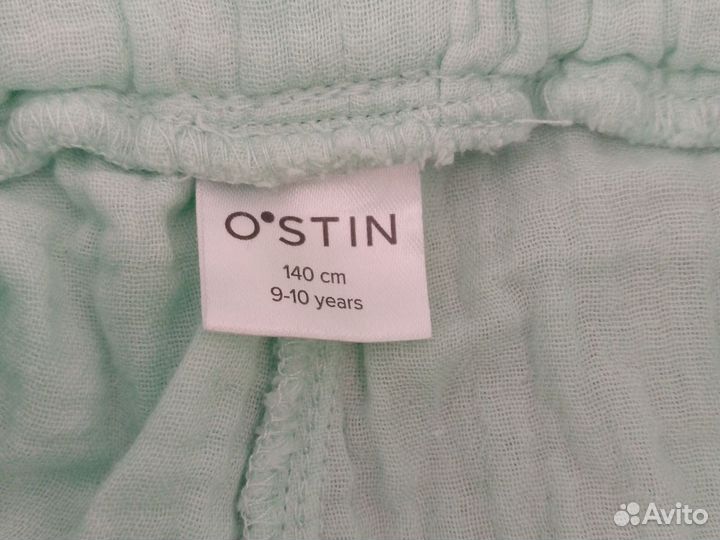 O'STIN
140 cm
9-10 years
Avito